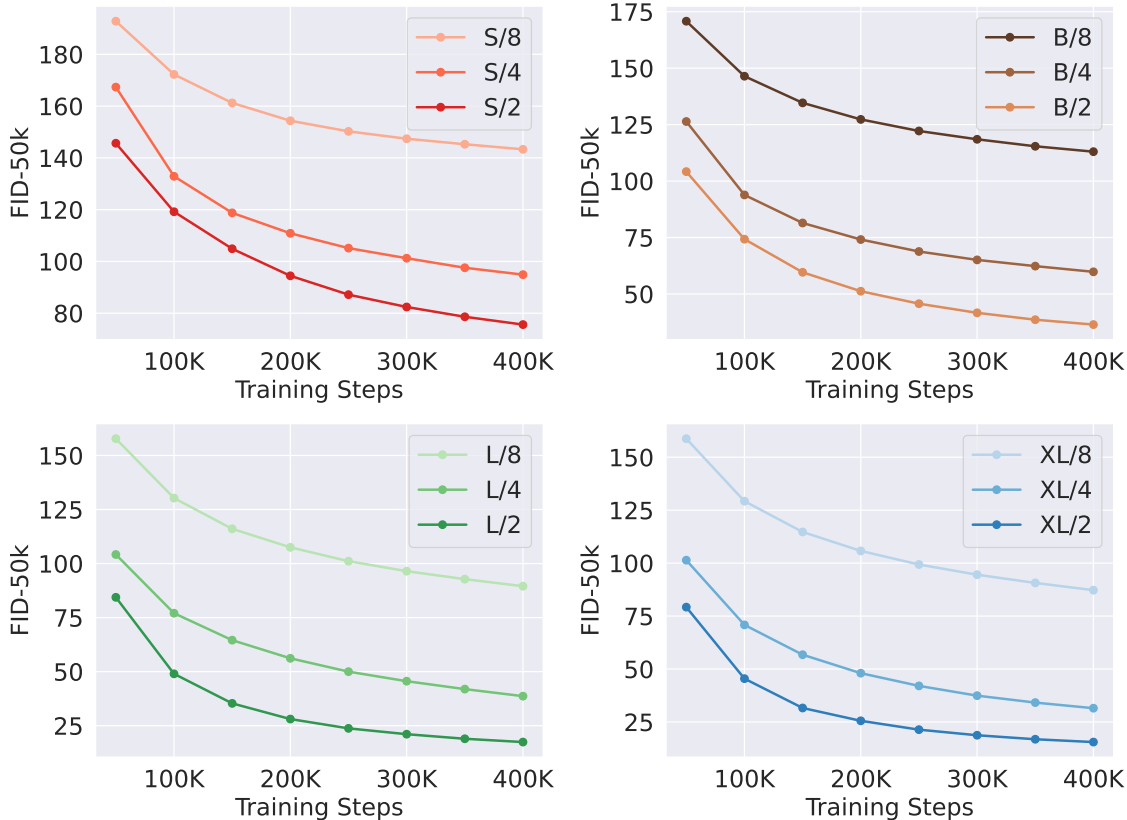 FID-50k
180
160
140
120
100
80
100K 200K 300K 400K
Training Steps
S/8
S/4
S/2
FID-50k
175
150
125
100
75
50
100K 200K 300K 400K
Training Steps
B/8
B/4
B/2
FID-50k
150
125
100
75
50
25
100K 200K 300K 400K
Training Steps
L/8
L/4
L/2
FID-50k
150
125
100
75
50
25
100K 200K 300K 400K
Training Steps
XL/8
XL/4
XL/2